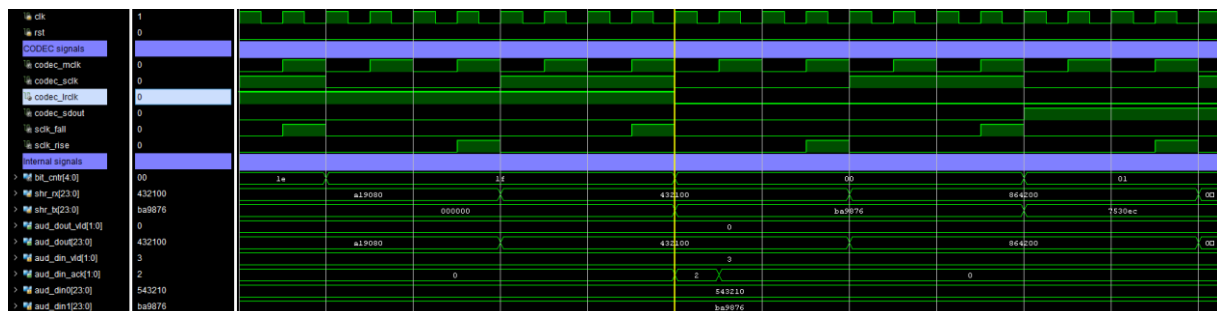 clk 1
rst 0
CODEC signals
codec_mclk 0
codec_sclk 0
codec_lrclk 0
codec_sdout 0
sclk_fall 0
sclk_rise 0
Internal signals
bit_cntr[4:0] 00 1e 1f 00 01
shr_rx[23:0] 432100 a19080 432100 864200
shr_tx[23:0] ba9876 000000 ba9876 7530ec
aud_dout_vld[1:0] 0 0
aud_dout[23:0] 432100 a19080 432100 864200
aud_din_vld[1:0] 3 3
aud_din_ack[1:0] 2 0 2 0
aud_din0[23:0] 543210 543210
aud_din1[23:0] ba9876 ba9876